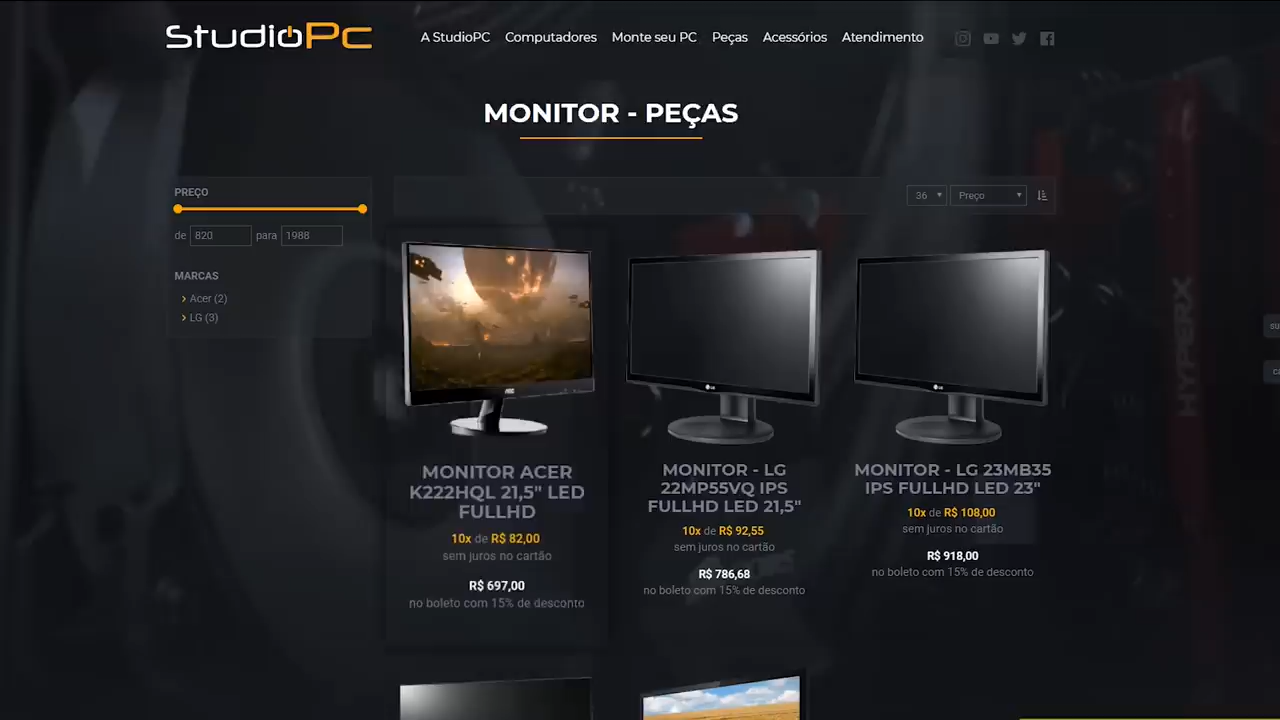 StudioPc
A StudioPC Computadores Monte seu PC Peças Acessórios Atendimento
MONITOR - PEÇAS
PREÇO
de 820 para 1988
MARCAS
Acer (2)
LG (3)
36 Preço
MONITOR ACER
K222HQL 21,5" LED
FULLHD
10x de R$ 82,00
sem juros no cartão
R$ 697,00
no boleto com 15% de desconto
MONITOR - LG
22MP55VQ IPS
FULLHD LED 21,5"
10x de R$ 92,55
sem juros no cartão
R$ 786,68
no boleto com 15% de desconto
MONITOR - LG 23MB35
IPS FULLHD LED 23"
10x de R$ 108,00
sem juros no cartão
R$ 918,00
no boleto com 15% de desconto
HYPERX